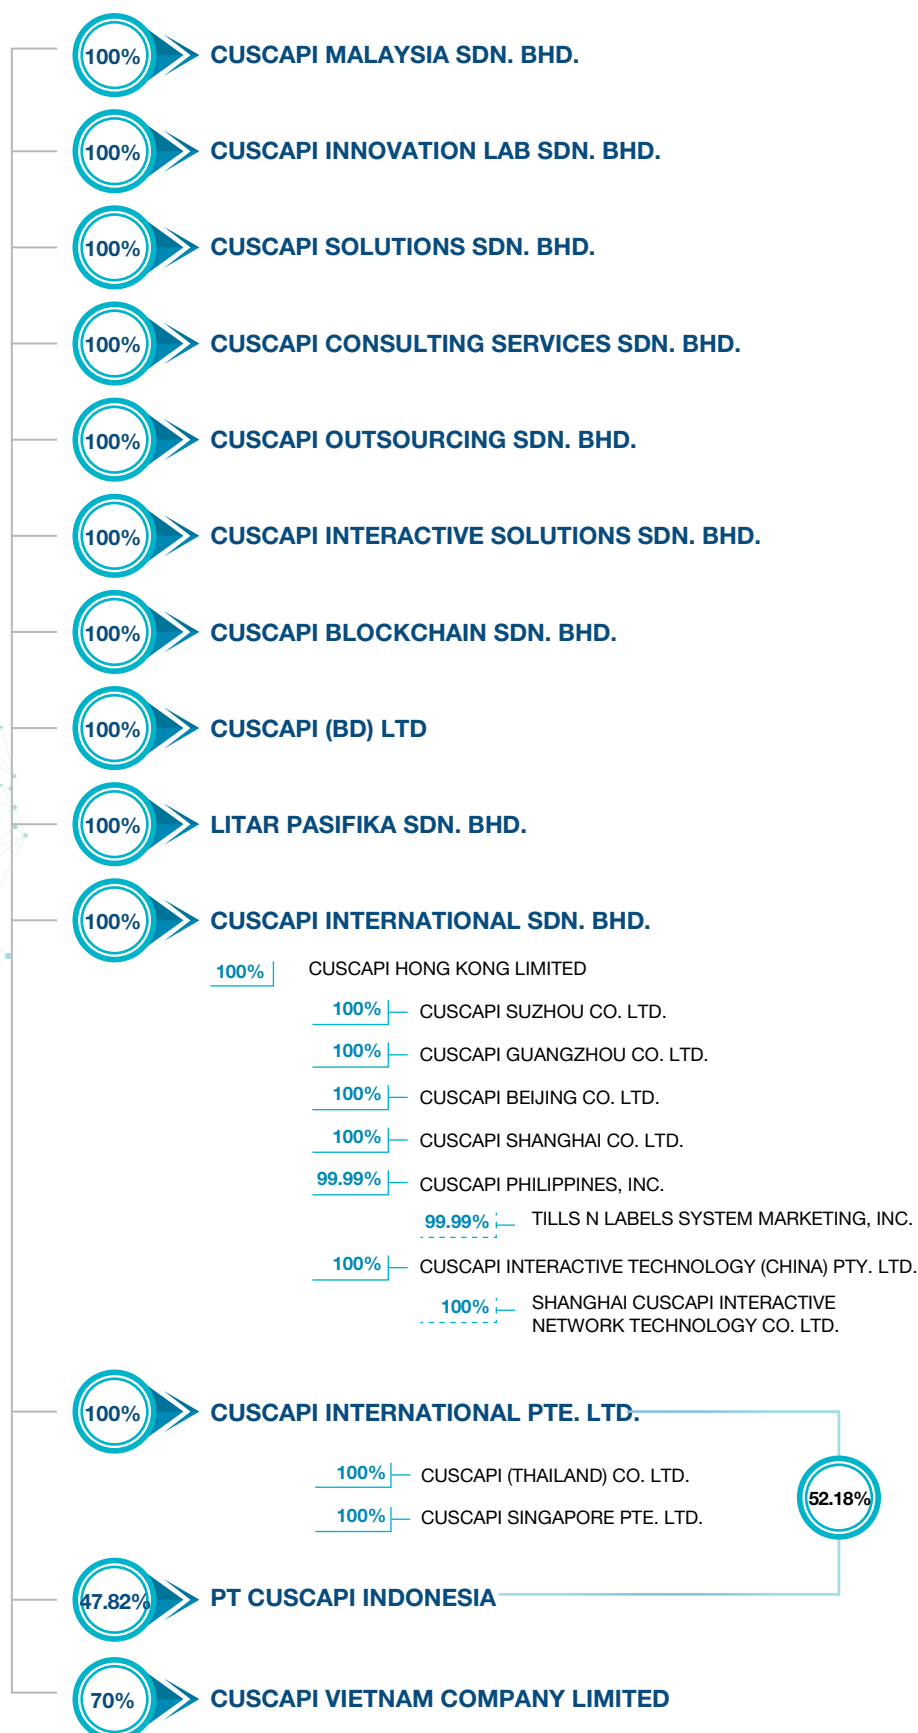 100% CUSCAPI MALAYSIA SDN. BHD.
100% CUSCAPI INNOVATION LAB SDN. BHD.
100% CUSCAPI SOLUTIONS SDN. BHD.
100% CUSCAPI CONSULTING SERVICES SDN. BHD.
100% CUSCAPI OUTSOURCING SDN. BHD.
100% CUSCAPI INTERACTIVE SOLUTIONS SDN. BHD.
100% CUSCAPI BLOCKCHAIN SDN. BHD.
100% CUSCAPI (BD) LTD
100% LITAR PASIFIKA SDN. BHD.
100% CUSCAPI INTERNATIONAL SDN. BHD.
100% CUSCAPI HONG KONG LIMITED
100% CUSCAPI SUZHOU CO. LTD.
100% CUSCAPI GUANGZHOU CO. LTD.
100% CUSCAPI BEIJING CO. LTD.
100% CUSCAPI SHANGHAI CO. LTD.
99.99% CUSCAPI PHILIPPINES, INC.
99.99% TILLS N LABELS SYSTEM MARKETING, INC.
100% CUSCAPI INTERACTIVE TECHNOLOGY (CHINA) PTY. LTD.
100% SHANGHAI CUSCAPI INTERACTIVE
NETWORK TECHNOLOGY CO. LTD.
100% CUSCAPI INTERNATIONAL PTE. LTD.
100% CUSCAPI (THAILAND) CO. LTD.
52.18%
100% CUSCAPI SINGAPORE PTE. LTD.
47.82% PT CUSCAPI INDONESIA
70% CUSCAPI VIETNAM COMPANY LIMITED